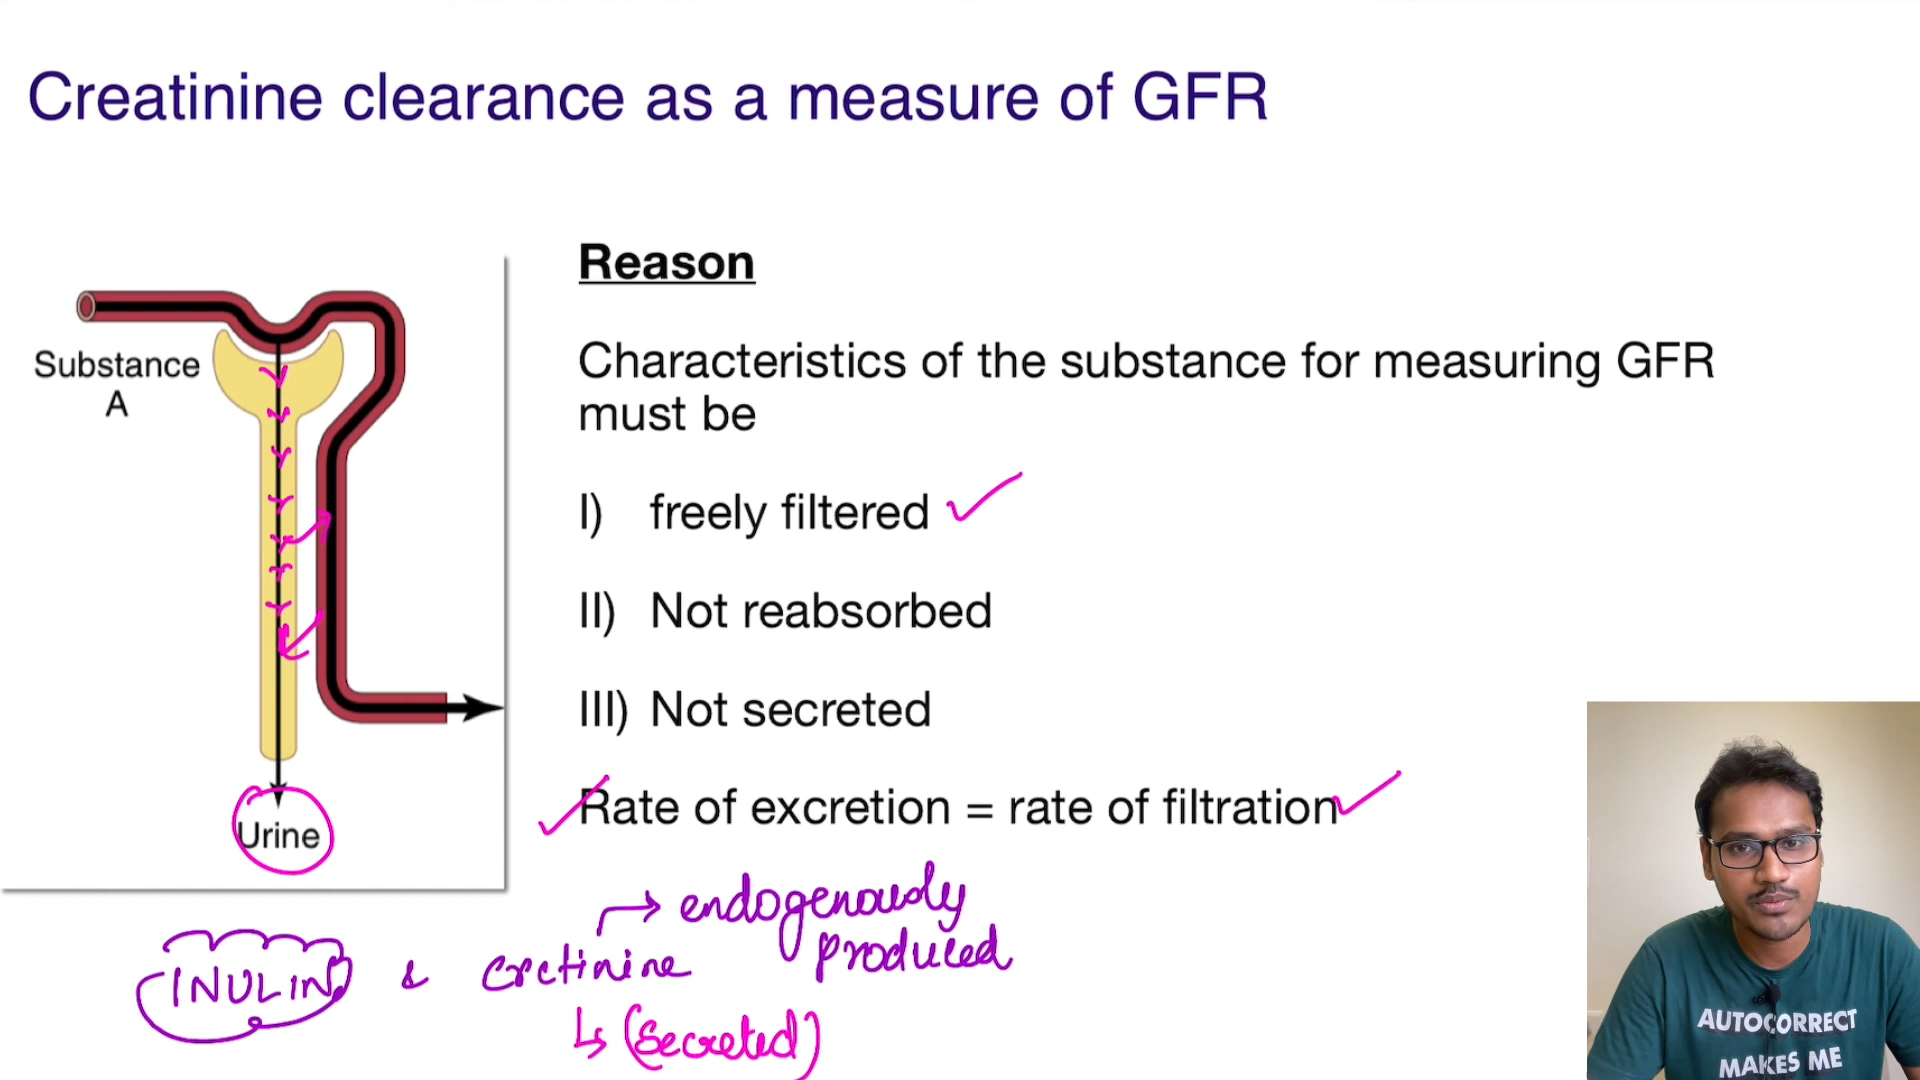 Creatinine clearance as a measure of GFR
Substance
A
Urine
Reason
Characteristics of the substance for measuring GFR
must be
I) freely filtered
II) Not reabsorbed
III) Not secreted
Rate of excretion = rate of filtration
endogenously
produced
INULIN & cretinine
(secreted)
AUTOCORRECT
MAKES ME